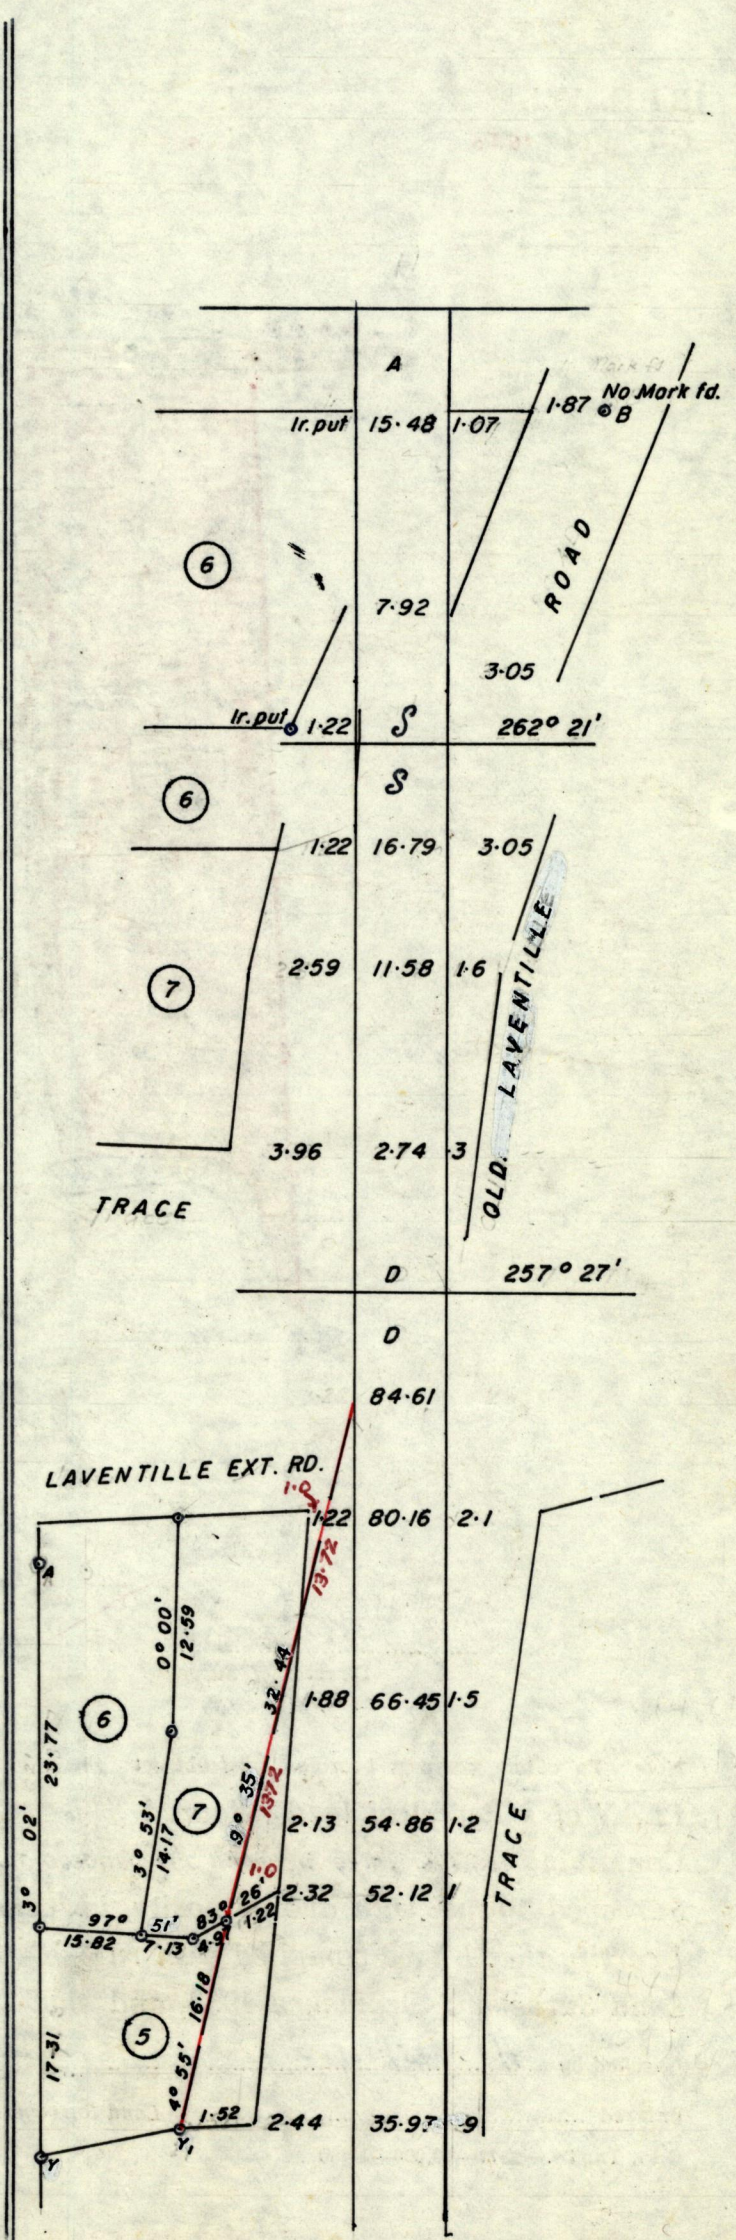 A
No Mark fd.
1·87 B
Ir. put 15·48 1·07
6
ROAD
7·92
3·05
Ir. put 1·22 S 262° 21'
S
6
1·22 16·79 3·05
2·59 11·58 1·6
7
OLD. LAVENTILLE
3·96 2·74 ·3
TRACE
D 257° 27'
D
84·61
LAVENTILLE EXT. RD.
1·0
1·22 80·16 2·1
A
13·72
0° 00'
12·59
32·44
1·88 66·45 1·5
6
23·77
3° 02'
7
3° 53'
14·17
9° 35'
13·72
2·13 54·86 1·2
TRACE
1·0
2·32 52·12 1
83° 26'
1·22
97° 51'
15·82 7·13 4·9
16·18
5
17·31
4° 55'
1·52 2·44 35·97 ·9
Y₁
Y